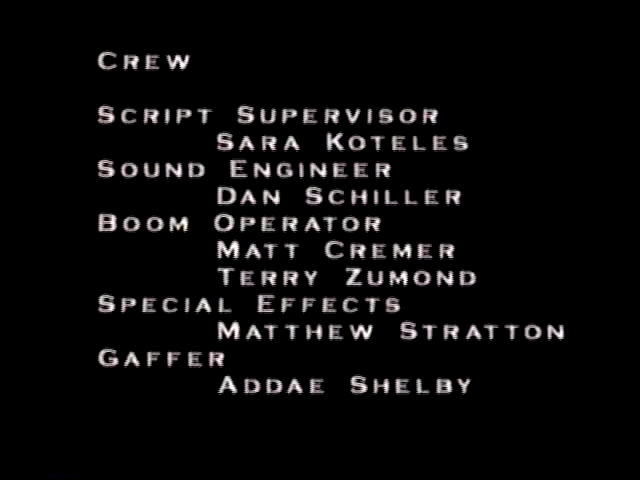 Crew
Script Supervisor
Sara Koteles
Sound Engineer
Dan Schiller
Boom Operator
Matt Cremer
Terry Zumond
Special Effects
Matthew Stratton
Gaffer
Addae Shelby